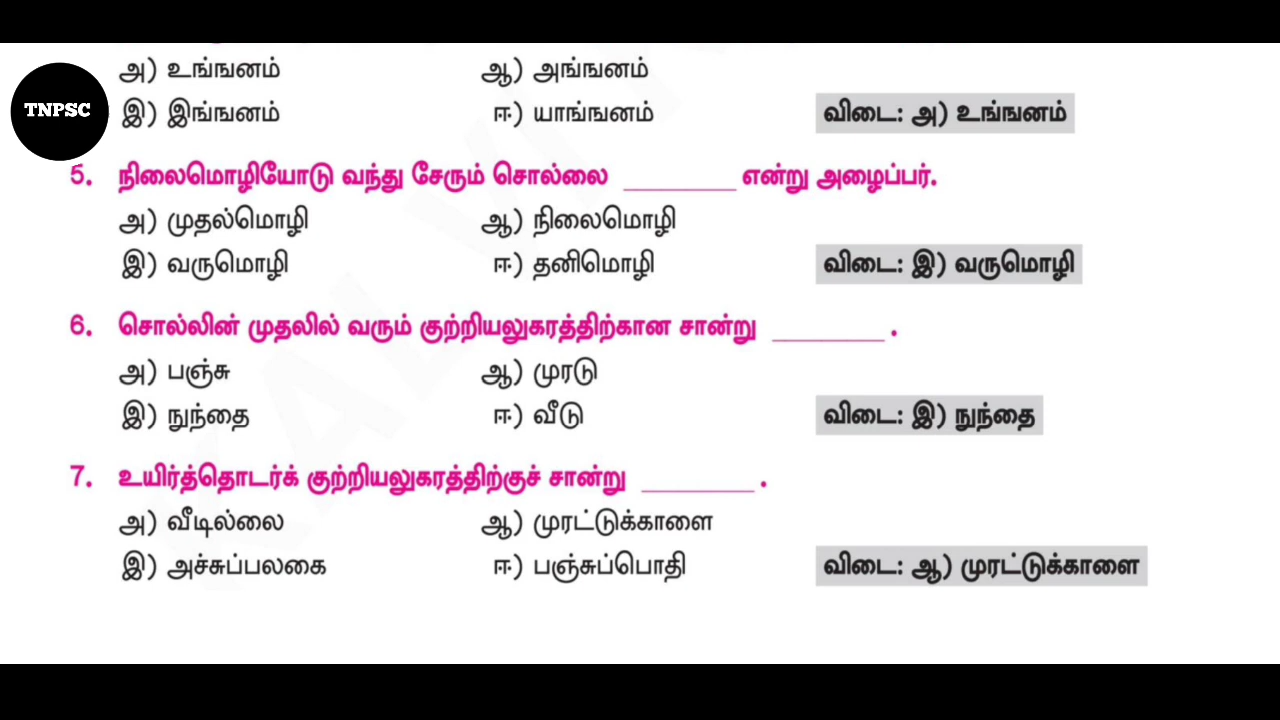 அ) உங்ஙனம் ஆ) அங்ஙனம்
TNPSC
இ) இங்ஙனம் ஈ) யாங்ஙனம் விடை: அ) உங்ஙனம்
5. நிலைமொழியோடு வந்து சேரும் சொல்லை ________ என்று அழைப்பர்.
அ) முதல்மொழி ஆ) நிலைமொழி
இ) வருமொழி ஈ) தனிமொழி விடை: இ) வருமொழி
6. சொல்லின் முதலில் வரும் குற்றியலுகரத்திற்கான சான்று ________ .
அ) பஞ்சு ஆ) முரடு
இ) நுந்தை ஈ) வீடு விடை: இ) நுந்தை
7. உயிர்த்தொடர்க் குற்றியலுகரத்திற்குச் சான்று ________ .
அ) வீடில்லை ஆ) முரட்டுக்காளை
இ) அச்சுப்பலகை ஈ) பஞ்சுப்பொதி விடை: ஆ) முரட்டுக்காளை